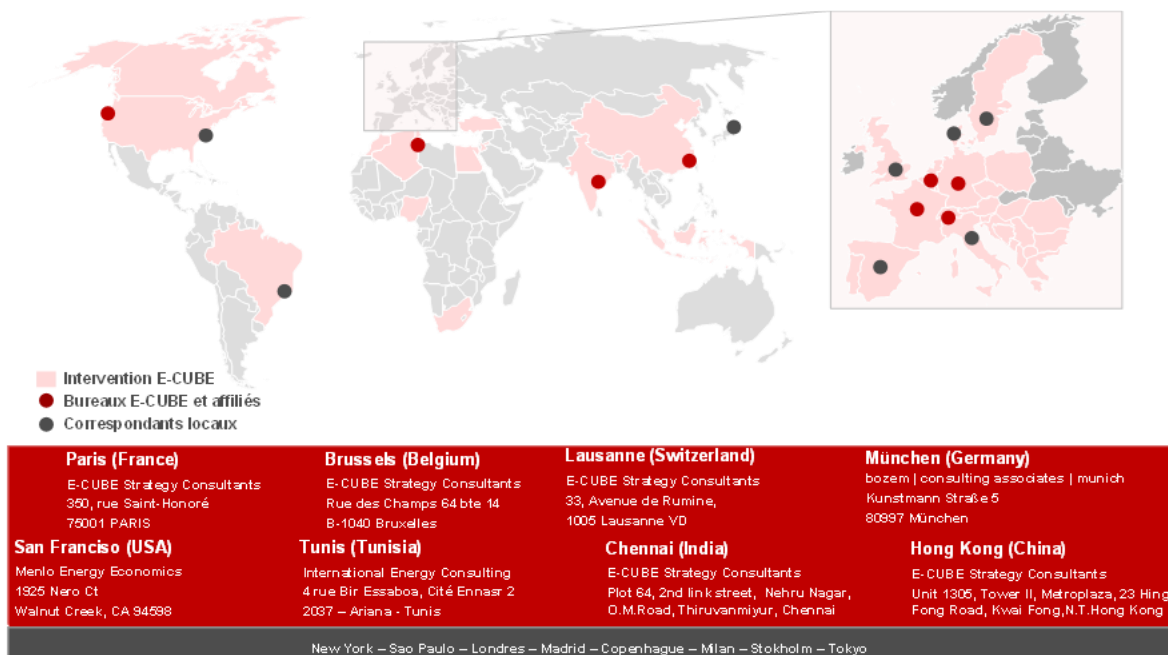 Intervention E-CUBE
Bureaux E-CUBE et affiliés
Correspondants locaux
Paris (France)
E-CUBE Strategy Consultants
350, rue Saint-Honoré
75001 PARIS
Brussels (Belgium)
E-CUBE Strategy Consultants
Rue des Champs 64 bte 14
B-1040 Bruxelles
Lausanne (Switzerland)
E-CUBE Strategy Consultants
33, Avenue de Rumine,
1005 Lausanne VD
München (Germany)
bozem | consulting associates | munich
Kunstmann Straße 5
80997 München
San Franciso (USA)
Menlo Energy Economics
1925 Nero Ct
Walnut Creek, CA 94598
Tunis (Tunisia)
International Energy Consulting
4 rue Bir Essaboa, Cité Ennasr 2
2037 – Ariana - Tunis
Chennai (India)
E-CUBE Strategy Consultants
Plot 64, 2nd link street, Nehru Nagar,
O.M.Road, Thiruvanmiyur, Chennai
Hong Kong (China)
E-CUBE Strategy Consultants
Unit 1305, Tower II, Metroplaza, 23 Hing
Fong Road, Kwai Fong,N.T.Hong Kong
New York – Sao Paulo – Londres – Madrid – Copenhague – Milan – Stokholm – Tokyo